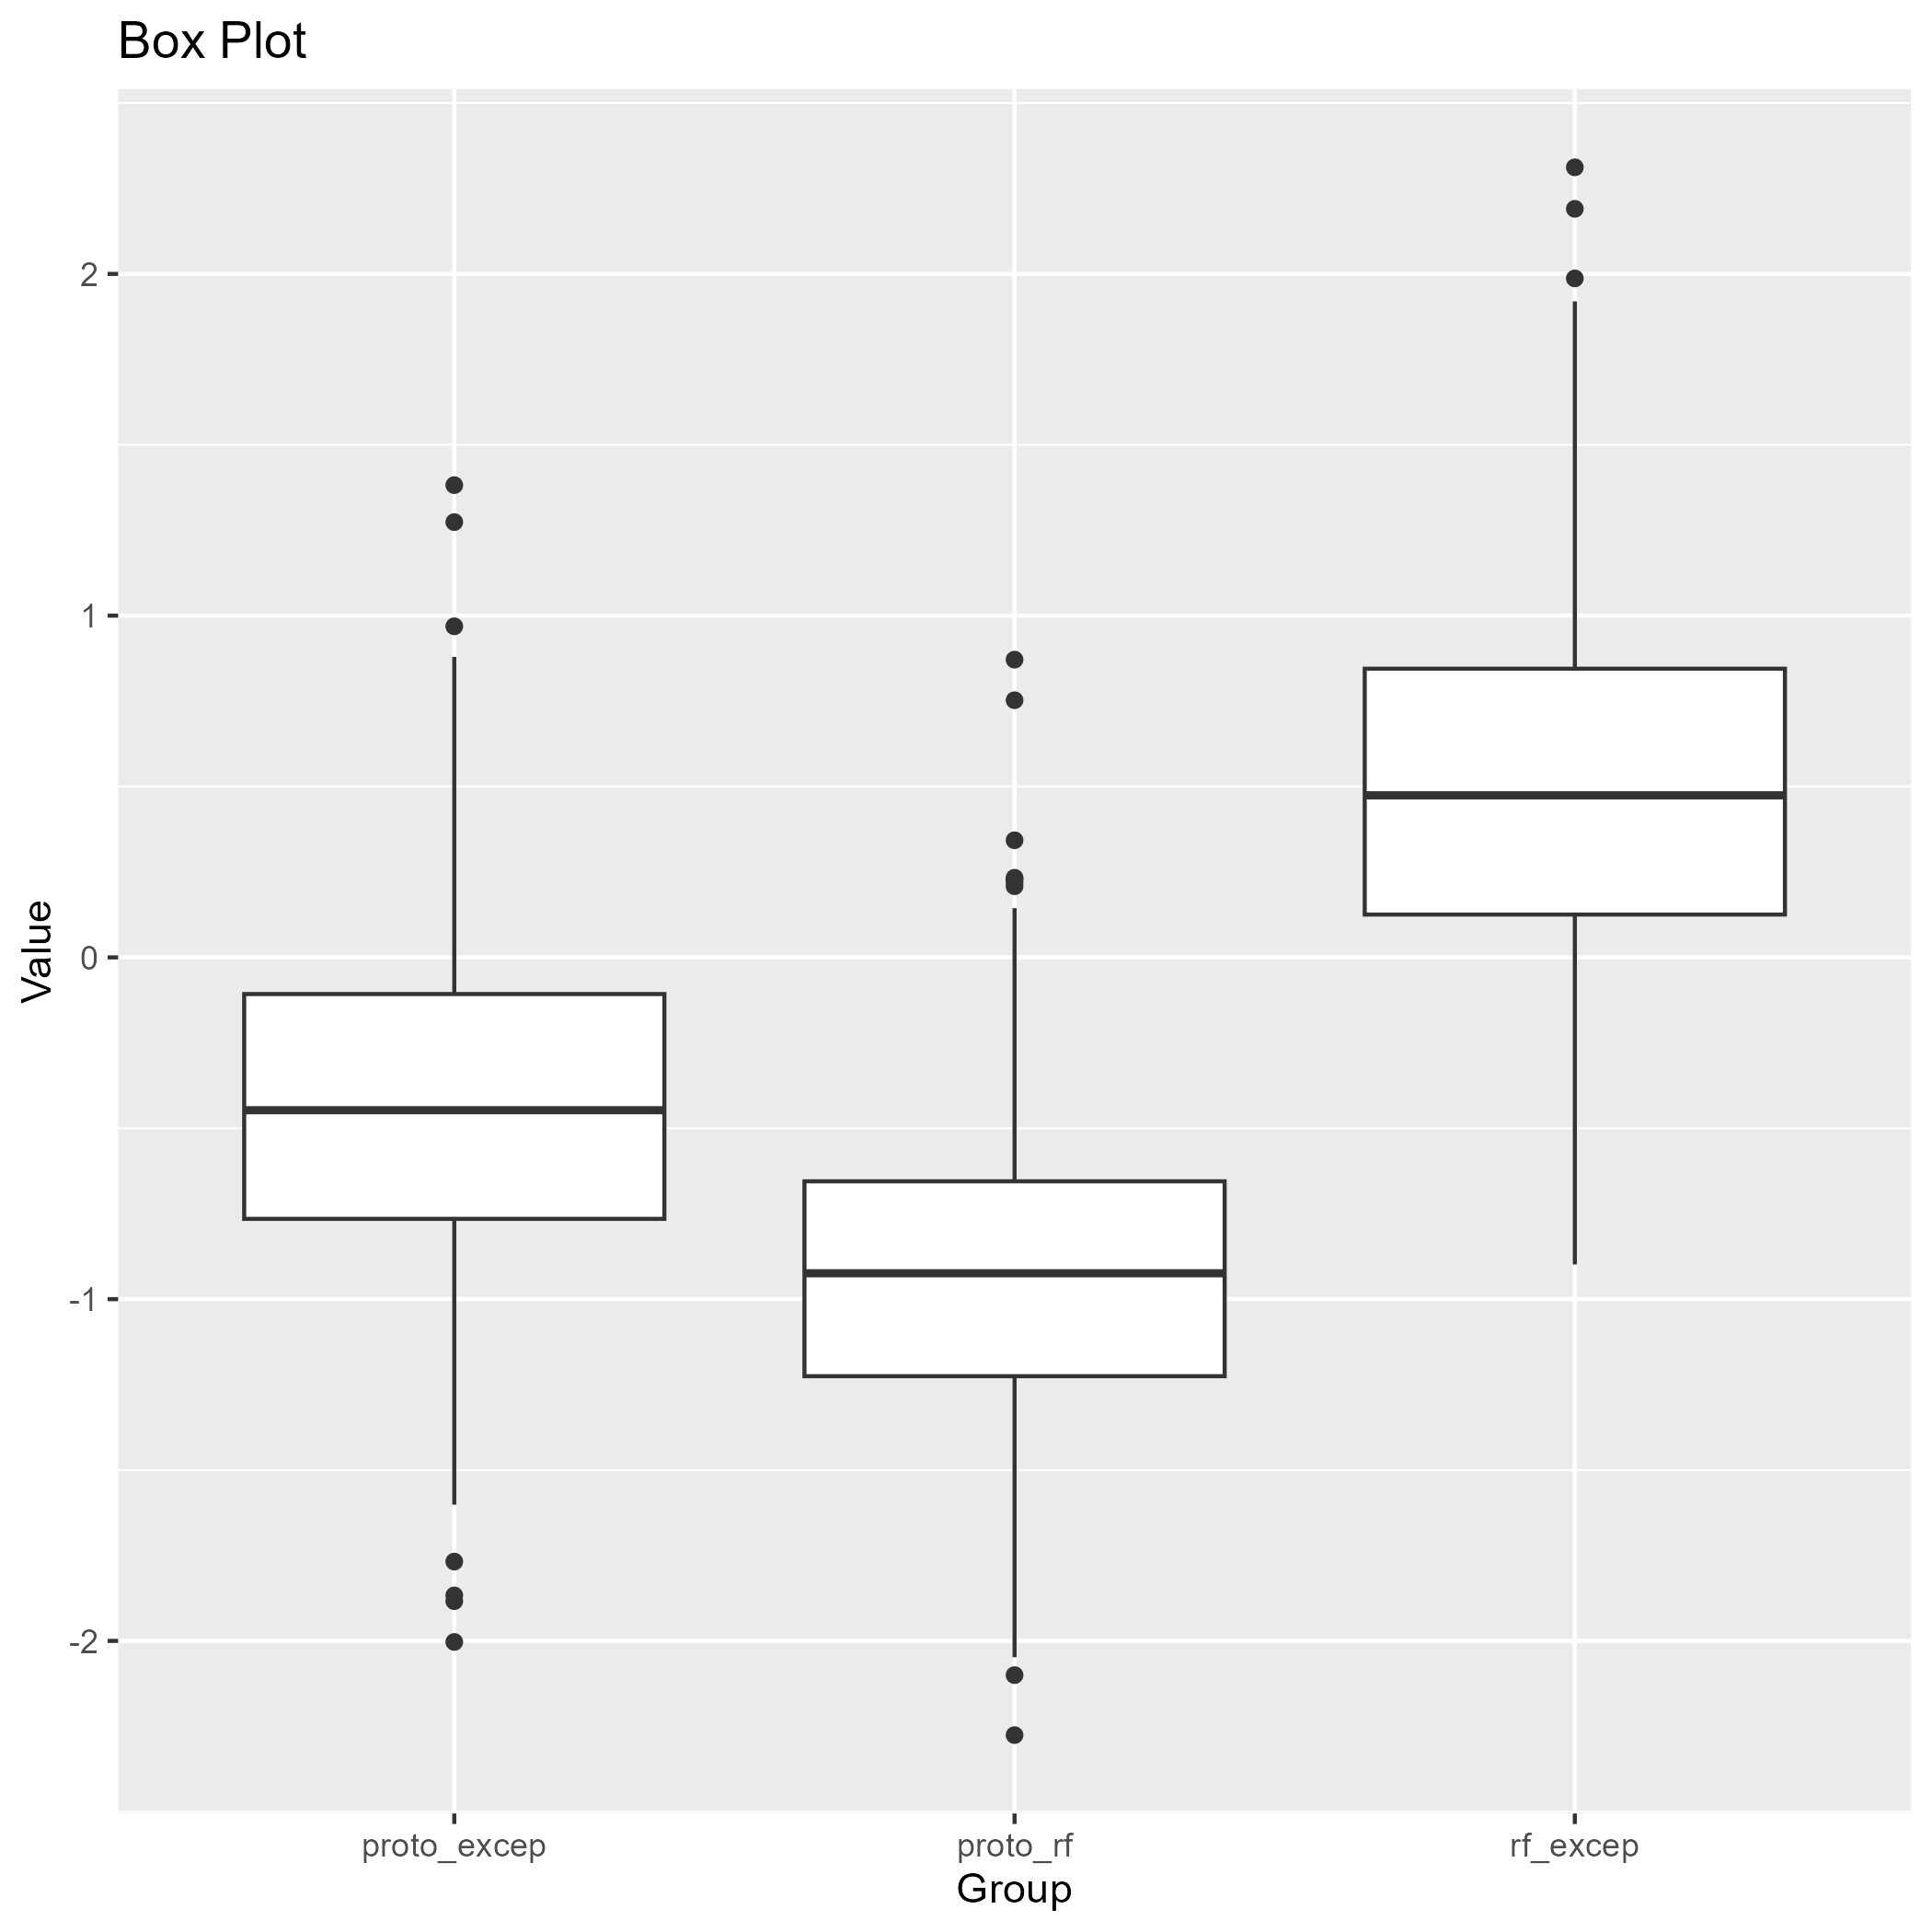 Box Plot
Value
2
1
0
-1
-2
proto_excep
proto_rf
rf_excep
Group